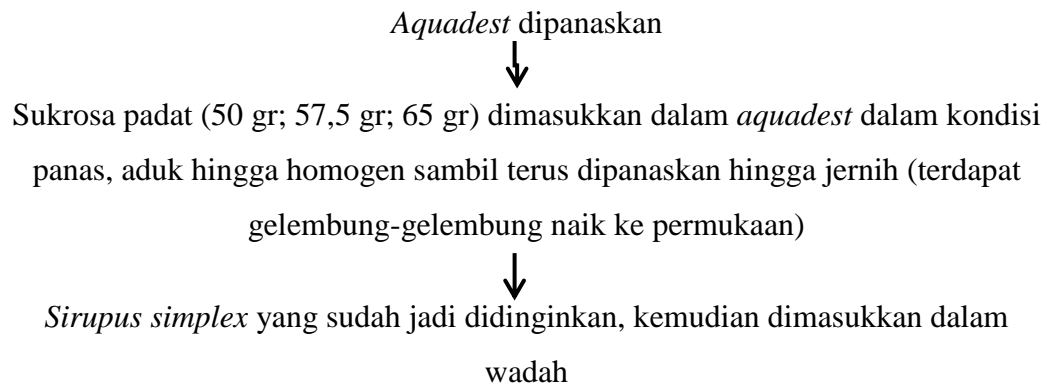 Aquadest dipanaskan
Sukrosa padat (50 gr; 57,5 gr; 65 gr) dimasukkan dalam aquadest dalam kondisi
panas, aduk hingga homogen sambil terus dipanaskan hingga jernih (terdapat
gelembung-gelembung naik ke permukaan)
Sirupus simplex yang sudah jadi didinginkan, kemudian dimasukkan dalam
wadah